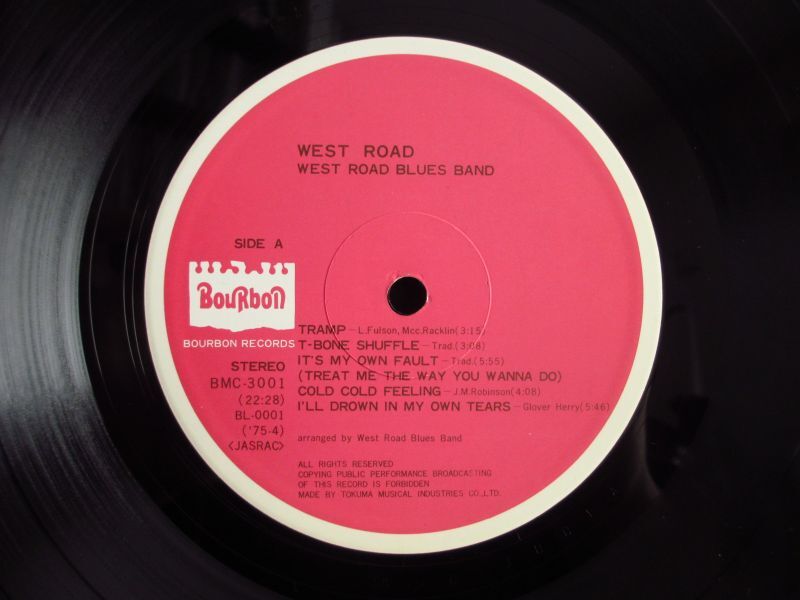 WEST ROAD
WEST ROAD BLUES BAND
SIDE A
BouRboN
BOURBON RECORDS
STEREO
BMC-3001
(22:28)
BL-0001
('75-4)
<JASRAC>
TRAMP-L.Fulson, Mcc.Racklin(3:15)
T-BONE SHUFFLE-Trad.(3:08)
IT'S MY OWN FAULT-Trad.(5:55)
(TREAT ME THE WAY YOU WANNA DO)
COLD COLD FEELING-J.M.Robinson(4:08)
I'LL DROWN IN MY OWN TEARS-Glover Herry(5:46)
arranged by West Road Blues Band
ALL RIGHTS RESERVED
COPYING PUBLIC PERFORMANCE BROADCASTING
OF THIS RECORD IS FORBIDDEN
MADE BY TOKUMA MUSICAL INDUSTRIES CO.,LTD.